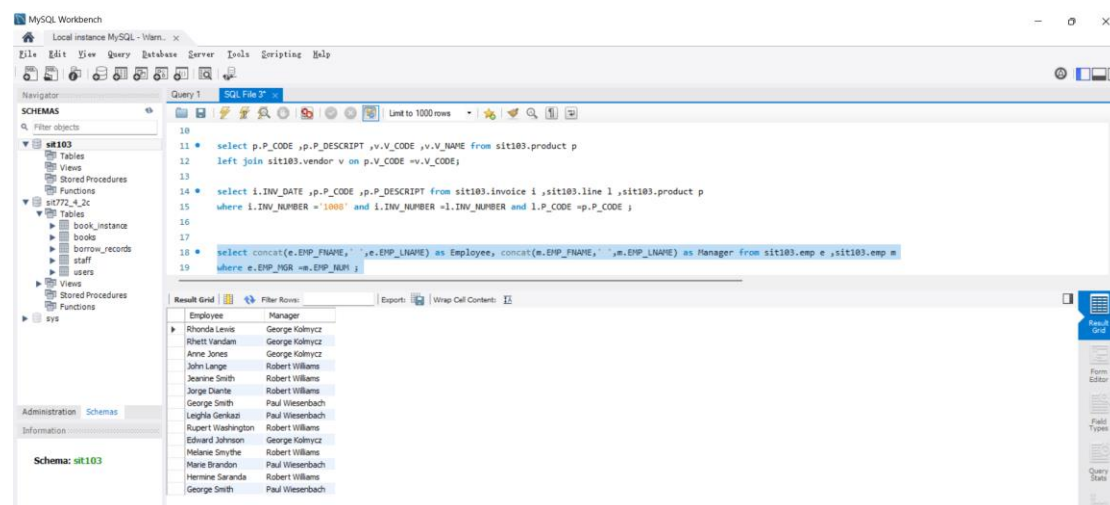 MySQL Workbench
Local instance MySQL - Warn...
File Edit View Query Database Server Tools Scripting Help
Navigator
SCHEMAS
Filter objects
sit103
Tables
Views
Stored Procedures
Functions
sit772_4_2c
Tables
book_instance
books
borrow_records
staff
users
Views
Stored Procedures
Functions
sys
Administration Schemas
Information
Schema: sit103
Query 1 SQL File 3*
Limit to 1000 rows
10
11 select p.P_CODE ,p.P_DESCRIPT ,v.V_CODE ,v.V_NAME from sit103.product p
12 left join sit103.vendor v on p.V_CODE =v.V_CODE;
13
14 select i.INV_DATE ,p.P_CODE ,p.P_DESCRIPT from sit103.invoice i ,sit103.line l ,sit103.product p
15 where i.INV_NUMBER ='1008' and i.INV_NUMBER =l.INV_NUMBER and l.P_CODE =p.P_CODE ;
16
17
18 select concat(e.EMP_FNAME,' ',e.EMP_LNAME) as Employee, concat(m.EMP_FNAME,' ',m.EMP_LNAME) as Manager from sit103.emp e ,sit103.emp m
19 where e.EMP_MGR =m.EMP_NUM ;
Result Grid Filter Rows: Export: Wrap Cell Content:
Employee Manager
Rhonda Lewis George Kolmycz
Rhett Vandam George Kolmycz
Anne Jones George Kolmycz
John Lange Robert Williams
Jeanine Smith Robert Williams
Jorge Diante Robert Williams
George Smith Paul Wiesenbach
Leighla Genkazi Paul Wiesenbach
Rupert Washington Robert Williams
Edward Johnson George Kolmycz
Melanie Smythe Robert Williams
Marie Brandon Paul Wiesenbach
Hermine Saranda Robert Williams
George Smith Paul Wiesenbach
Result
Grid
Form
Editor
Field
Types
Query
Stats